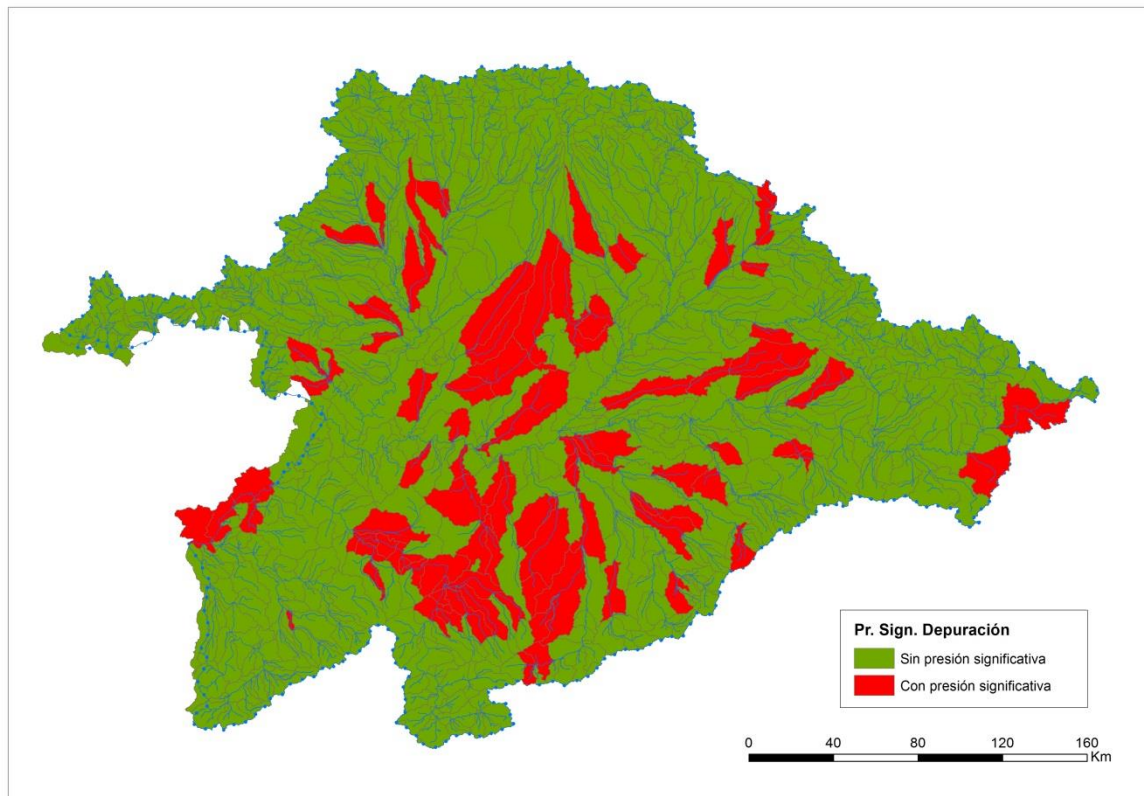 Pr. Sign. Depuración
Sin presión significativa
Con presión significativa
0 40 80 120 160
Km